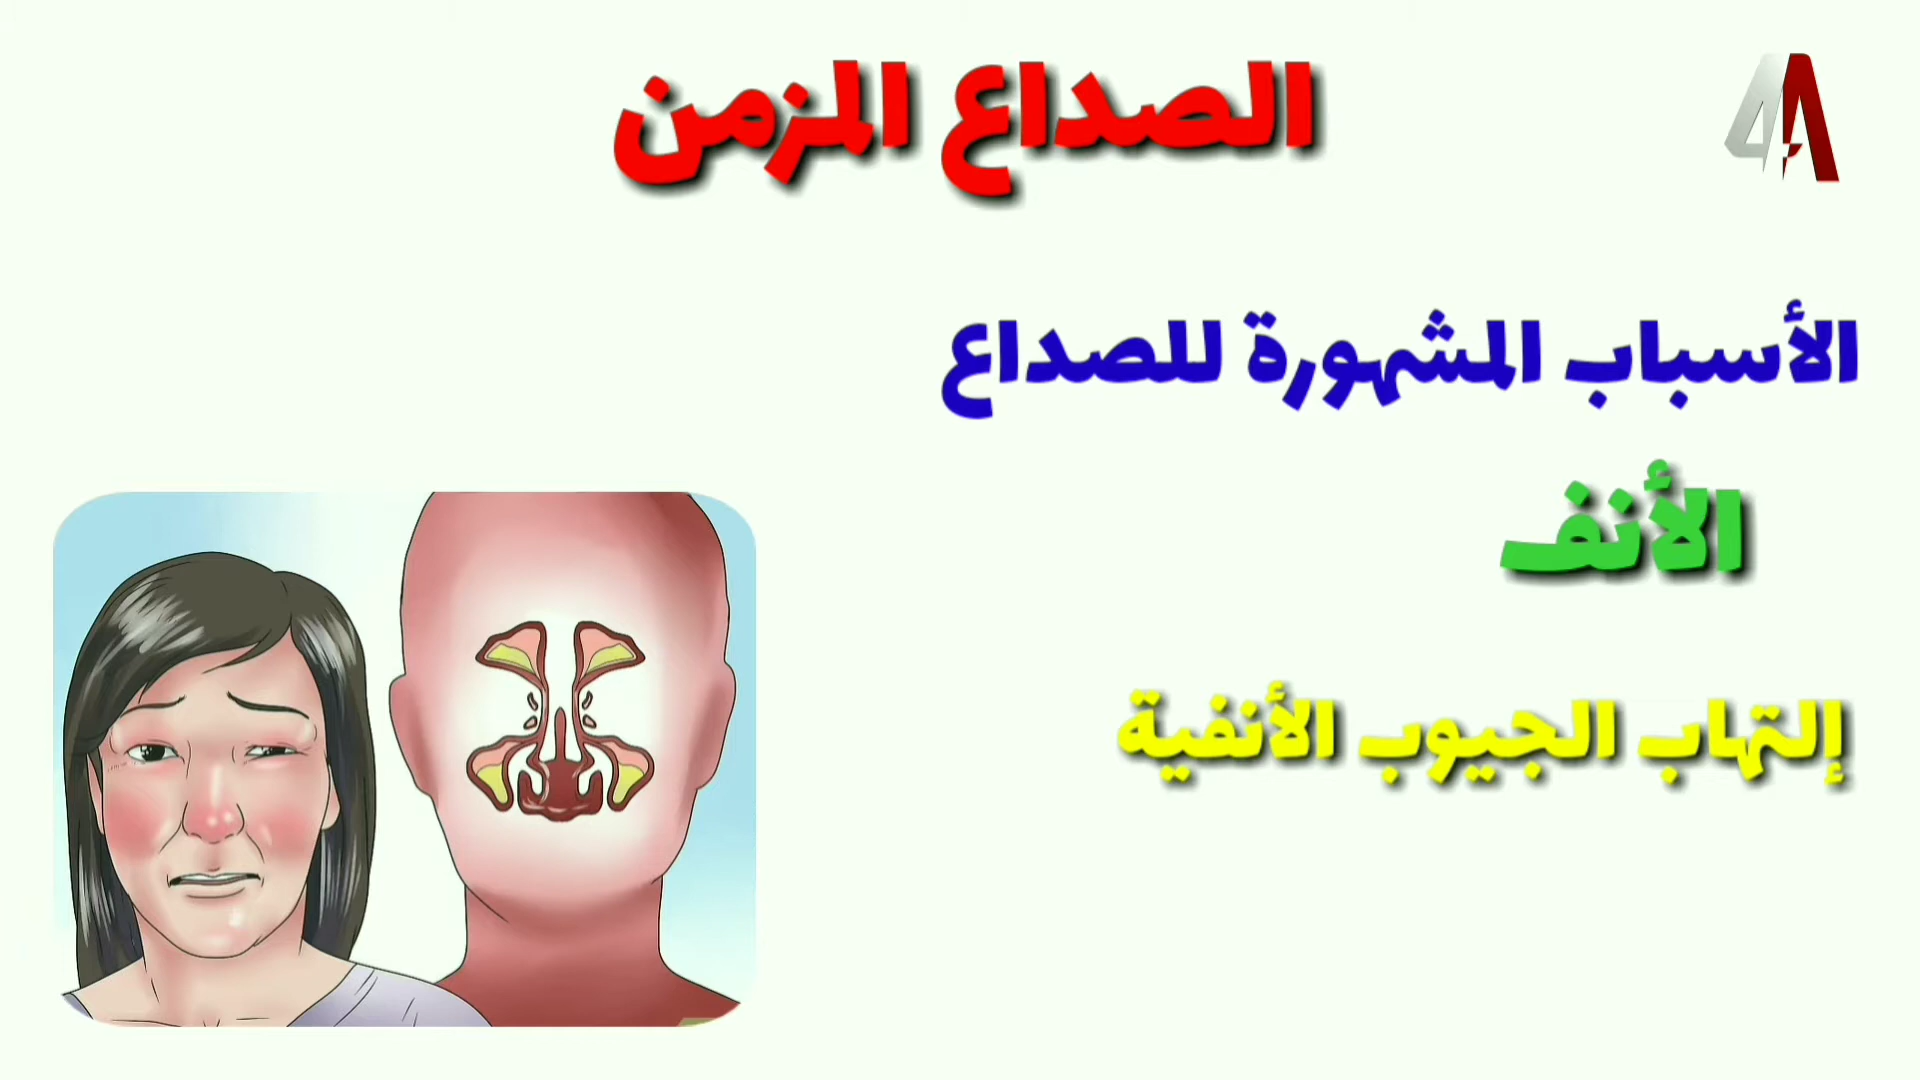 الصداع المزمن
الأسباب المشهورة للصداع
الأنف
إلتهاب الجيوب الأنفية